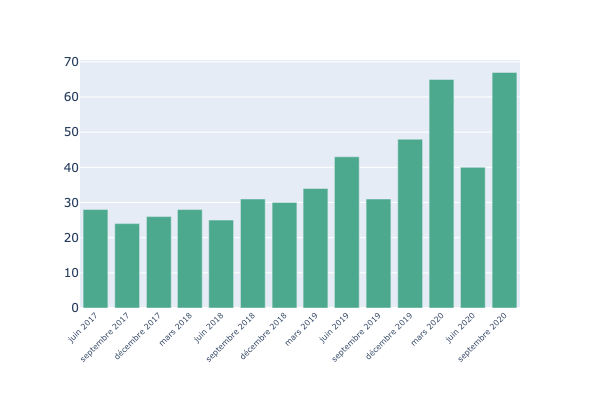 70
60
50
40
30
20
10
0
juin 2017
septembre 2017
décembre 2017
mars 2018
juin 2018
septembre 2018
décembre 2018
mars 2019
juin 2019
septembre 2019
décembre 2019
mars 2020
juin 2020
septembre 2020